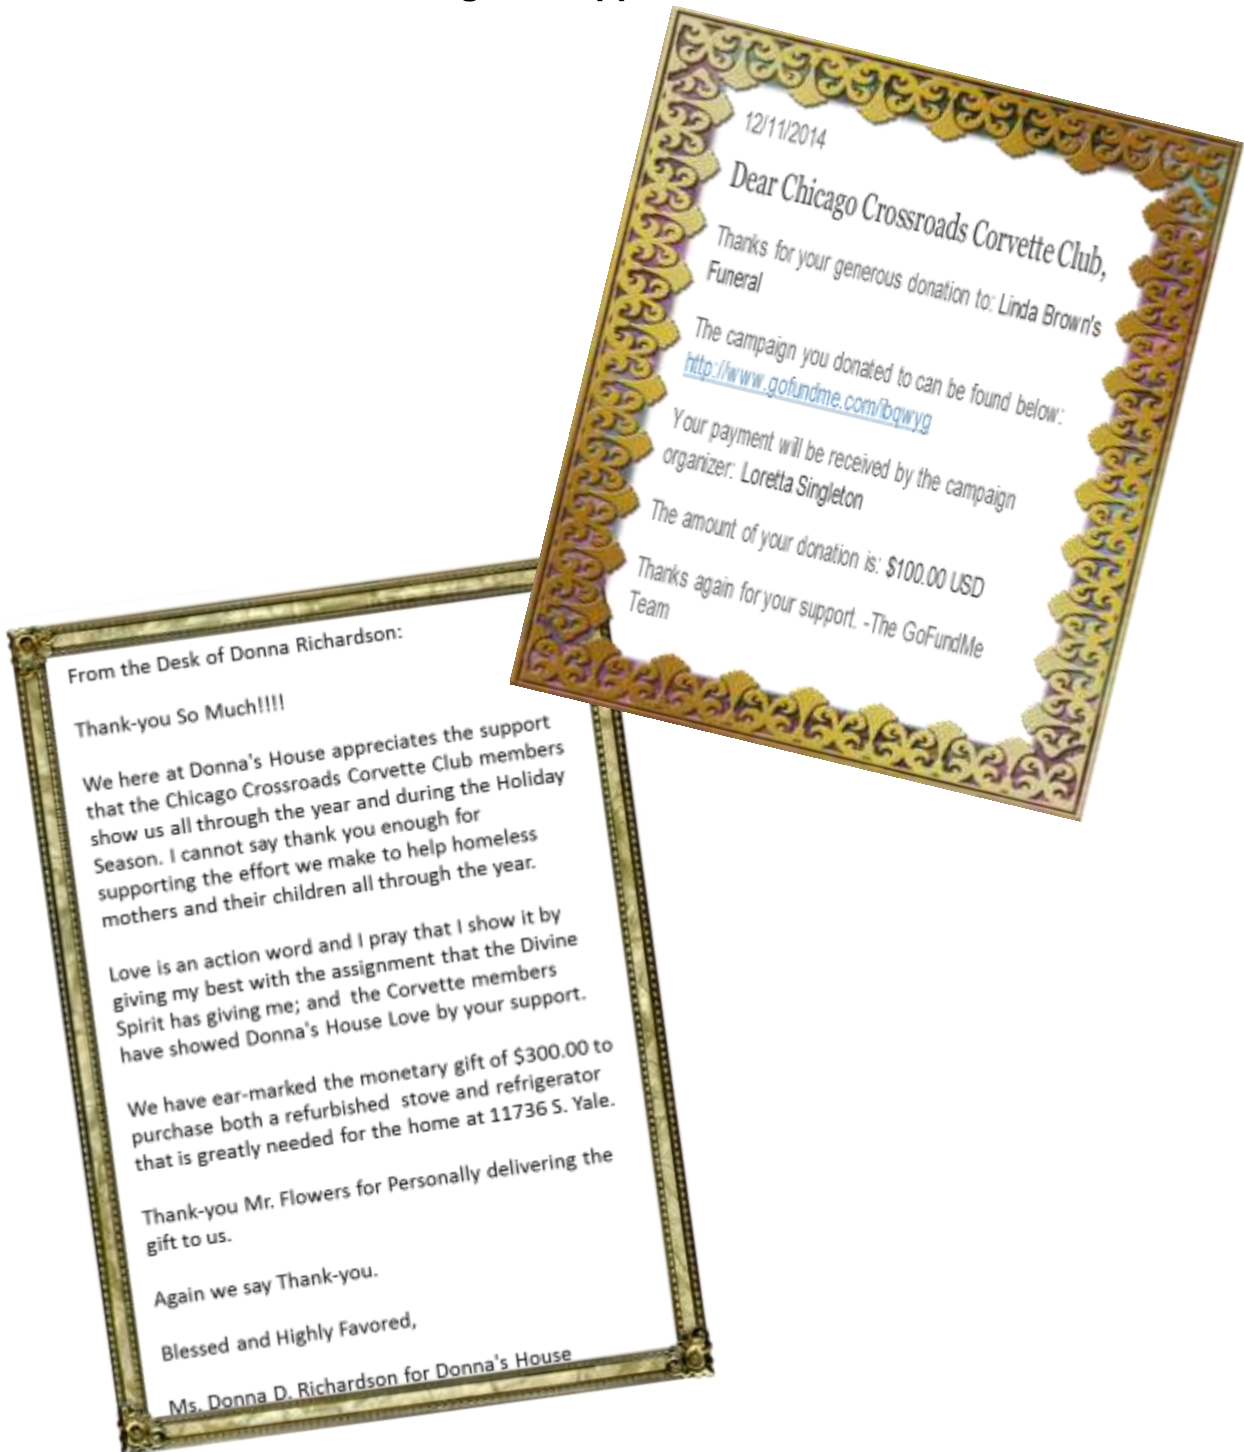 12/11/2014
Dear Chicago Crossroads Corvette Club,
Thanks for your generous donation to: Linda Brown's
Funeral
The campaign you donated to can be found below:
http://www.gofundme.com/ibqwyg
Your payment will be received by the campaign
organizer: Loretta Singleton
The amount of your donation is: $100.00 USD
Thanks again for your support. -The GoFundMe
Team
From the Desk of Donna Richardson:
Thank-you So Much!!!!
We here at Donna's House appreciates the support
that the Chicago Crossroads Corvette Club members
show us all through the year and during the Holiday
Season. I cannot say thank you enough for
supporting the effort we make to help homeless
mothers and their children all through the year.
Love is an action word and I pray that I show it by
giving my best with the assignment that the Divine
Spirit has giving me; and the Corvette members
have showed Donna's House Love by your support.
We have ear-marked the monetary gift of $300.00 to
purchase both a refurbished stove and refrigerator
that is greatly needed for the home at 11736 S. Yale.
Thank-you Mr. Flowers for Personally delivering the
gift to us.
Again we say Thank-you.
Blessed and Highly Favored,
Ms. Donna D. Richardson for Donna's House